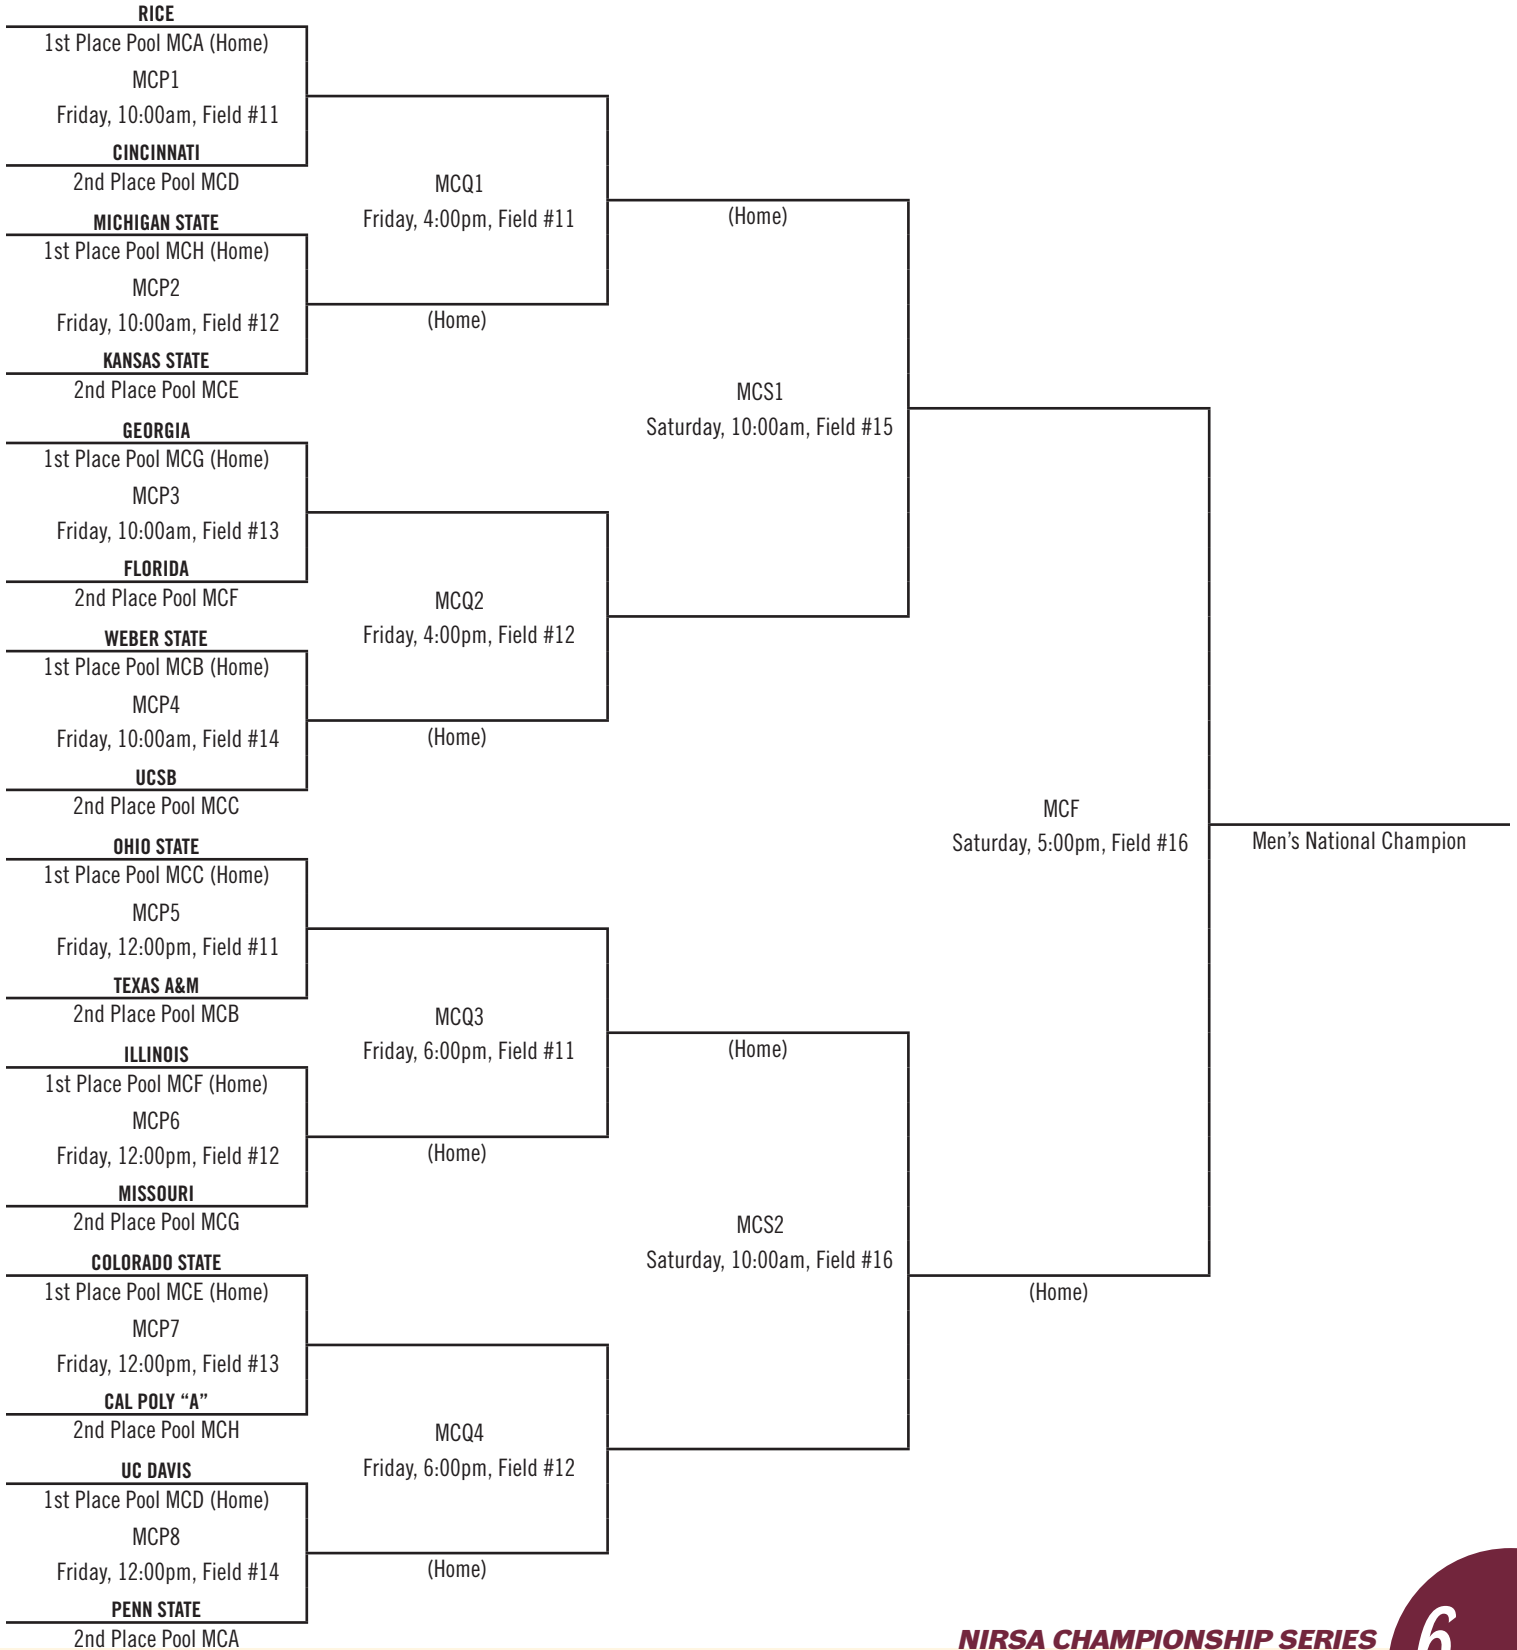 RICE
1st Place Pool MCA (Home)
MCP1
Friday, 10:00am, Field #11
CINCINNATI
2nd Place Pool MCD
MICHIGAN STATE
1st Place Pool MCH (Home)
MCP2
Friday, 10:00am, Field #12
KANSAS STATE
2nd Place Pool MCE
GEORGIA
1st Place Pool MCG (Home)
MCP3
Friday, 10:00am, Field #13
FLORIDA
2nd Place Pool MCF
WEBER STATE
1st Place Pool MCB (Home)
MCP4
Friday, 10:00am, Field #14
UCSB
2nd Place Pool MCC
OHIO STATE
1st Place Pool MCC (Home)
MCP5
Friday, 12:00pm, Field #11
TEXAS A&M
2nd Place Pool MCB
ILLINOIS
1st Place Pool MCF (Home)
MCP6
Friday, 12:00pm, Field #12
MISSOURI
2nd Place Pool MCG
COLORADO STATE
1st Place Pool MCE (Home)
MCP7
Friday, 12:00pm, Field #13
CAL POLY “A”
2nd Place Pool MCH
UC DAVIS
1st Place Pool MCD (Home)
MCP8
Friday, 12:00pm, Field #14
PENN STATE
2nd Place Pool MCA
MCQ1
Friday, 4:00pm, Field #11
(Home)
MCQ2
Friday, 4:00pm, Field #12
(Home)
MCQ3
Friday, 6:00pm, Field #11
(Home)
MCQ4
Friday, 6:00pm, Field #12
(Home)
(Home)
MCS1
Saturday, 10:00am, Field #15
(Home)
MCS2
Saturday, 10:00am, Field #16
MCF
Saturday, 5:00pm, Field #16
(Home)
Men’s National Champion
NIRSA CHAMPIONSHIP SERIES
6